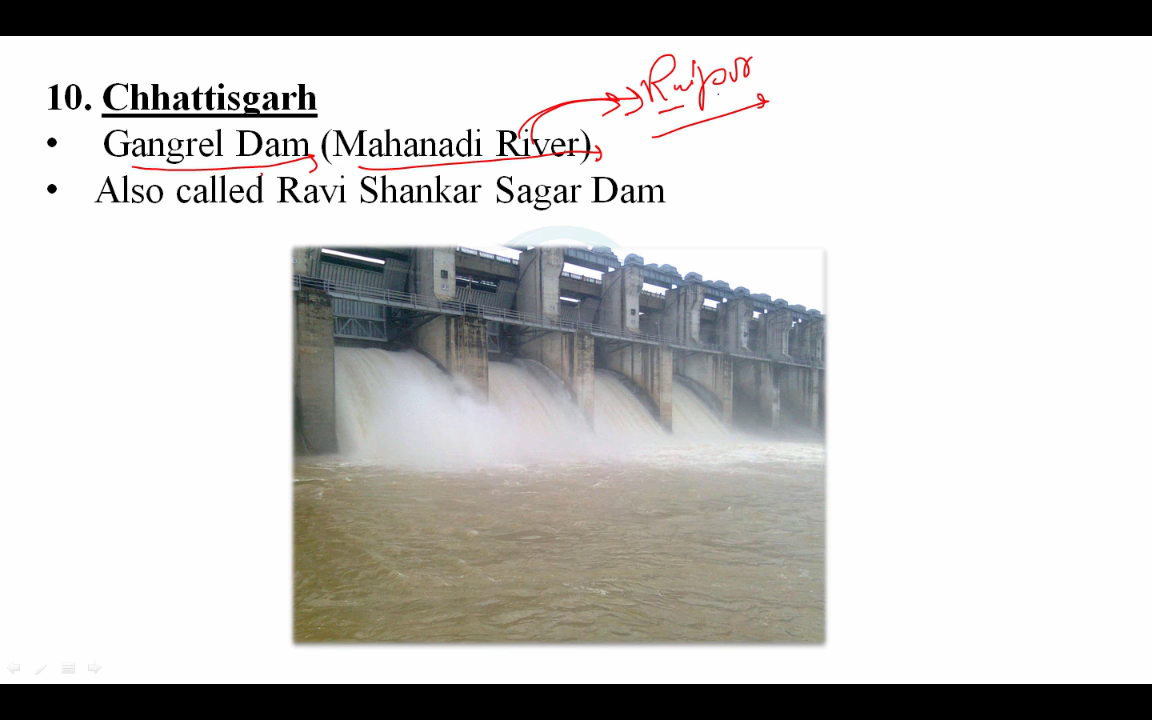 10. Chhattisgarh
Raipur
• Gangrel Dam (Mahanadi River)
• Also called Ravi Shankar Sagar Dam